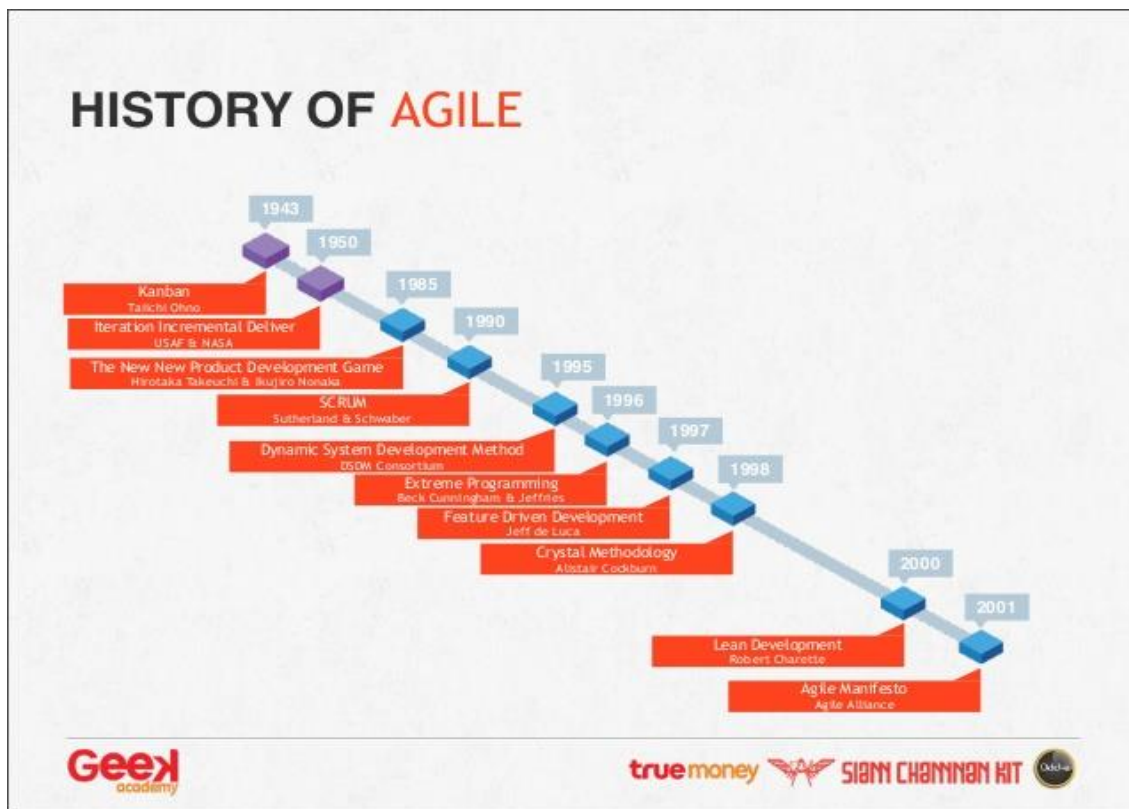 HISTORY OF AGILE
1943
1950
1985
1990
1995
1996
1997
1998
2000
2001
Kanban
Taiichi Ohno
Iteration Incremental Deliver
USAF & NASA
The New New Product Development Game
Hirotaka Takeuchi & Ikujiro Nonaka
SCRUM
Sutherland & Schwaber
Dynamic System Development Method
DSDM Consortium
Extreme Programming
Beck Cunningham & Jeffries
Feature Driven Development
Jeff de Luca
Crystal Methodology
Alistair Cockburn
Lean Development
Robert Charette
Agile Manifesto
Agile Alliance
Geek
academy
truemoney
SIAM CHAMNAN KIT
Odd-e